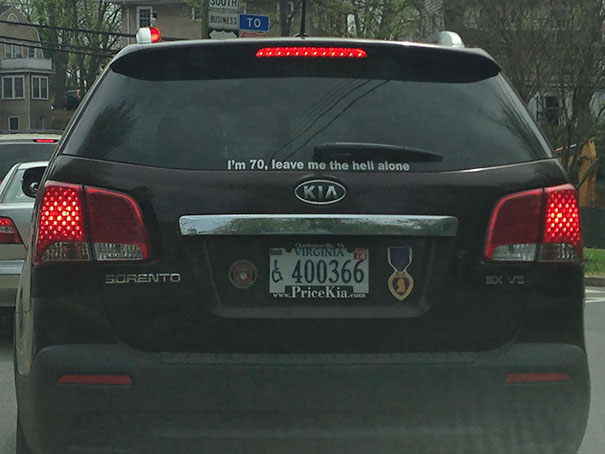 SOUTH
BUSINESS TO
I'm 70, leave me the hell alone
KIA
VIRGINIA
400366
SORENTO
EX V6
www.PriceKia.com